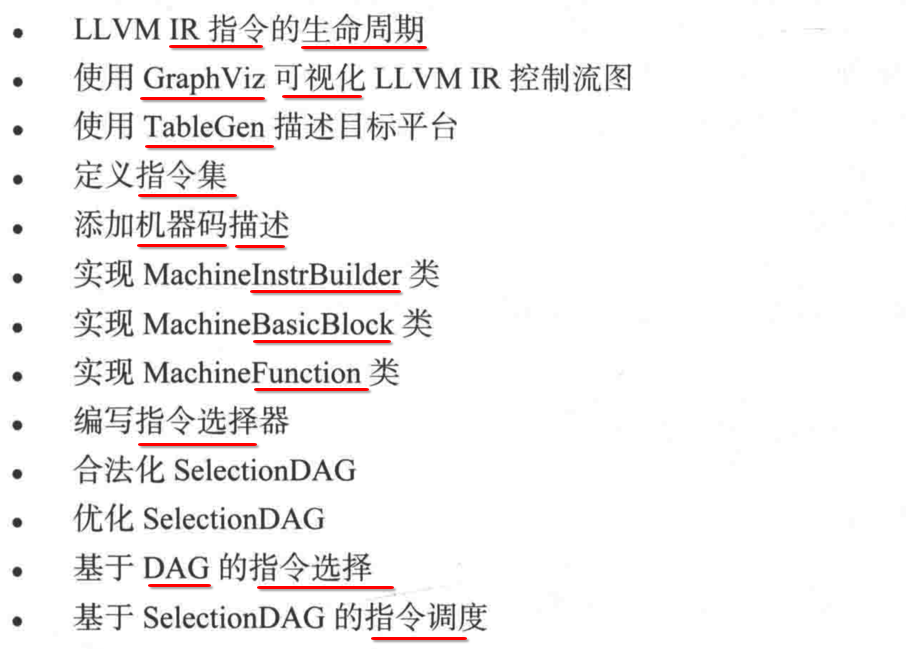 • LLVM IR 指令的生命周期
• 使用 GraphViz 可视化 LLVM IR 控制流图
• 使用 TableGen 描述目标平台
• 定义指令集
• 添加机器码描述
• 实现 MachineInstrBuilder 类
• 实现 MachineBasicBlock 类
• 实现 MachineFunction 类
• 编写指令选择器
• 合法化 SelectionDAG
• 优化 SelectionDAG
• 基于 DAG 的指令选择
• 基于 SelectionDAG 的指令调度